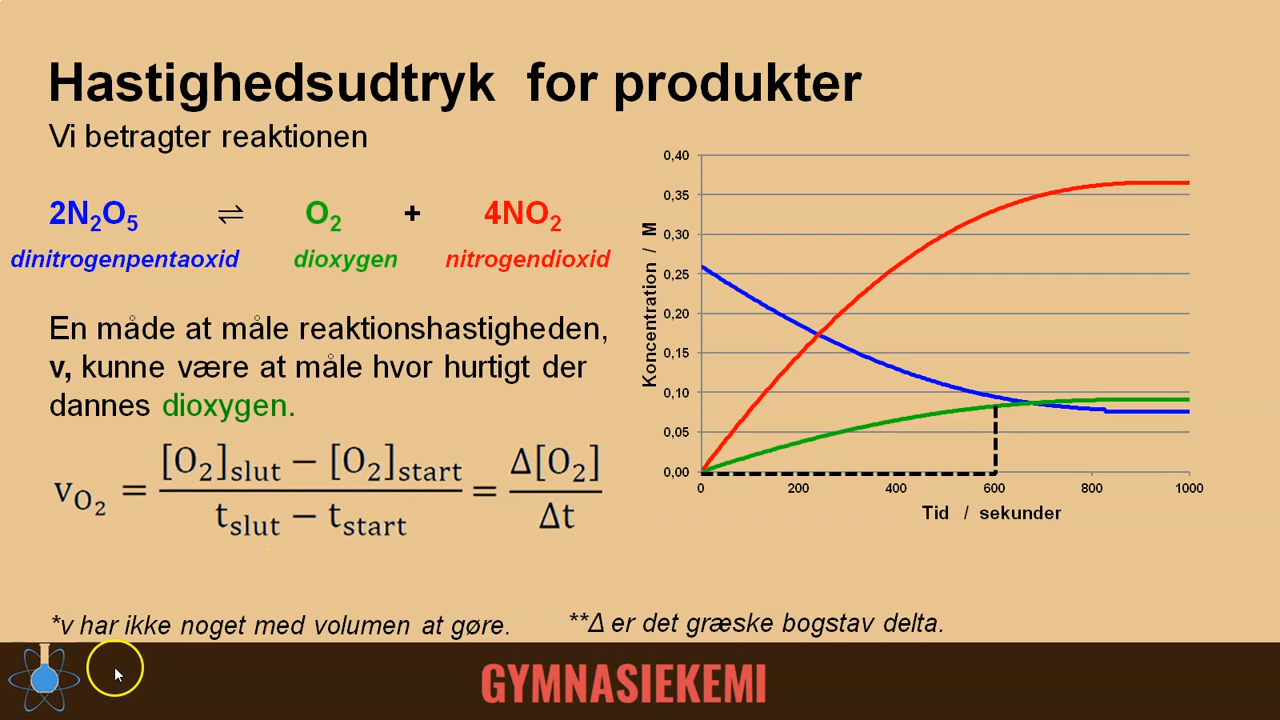 Hastighedsudtryk for produkter
Vi betragter reaktionen
2N₂O₅ ⇌ O₂ + 4NO₂
dinitrogenpentaoxid dioxygen nitrogendioxid
En måde at måle reaktionshastigheden,
v, kunne være at måle hvor hurtigt der
dannes dioxygen.
v_O₂ = ([O₂]slut − [O₂]start) / (tslut − tstart) = Δ[O₂] / Δt
Koncentration / M
0,40
0,35
0,30
0,25
0,20
0,15
0,10
0,05
0,00
0 200 400 600 800 1000
Tid / sekunder
*v har ikke noget med volumen at gøre.
**Δ er det græske bogstav delta.
GYMNASIEKEMI